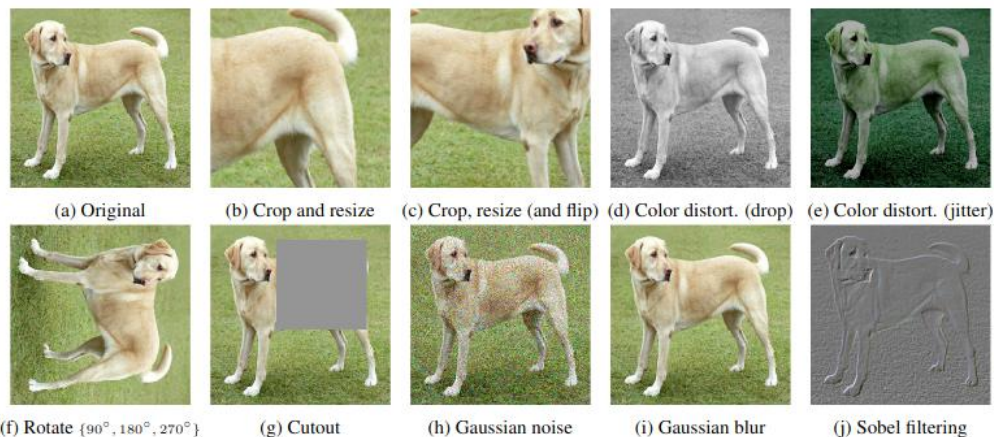 (a) Original
(b) Crop and resize
(c) Crop, resize (and flip)
(d) Color distort. (drop)
(e) Color distort. (jitter)
(f) Rotate {90°, 180°, 270°}
(g) Cutout
(h) Gaussian noise
(i) Gaussian blur
(j) Sobel filtering